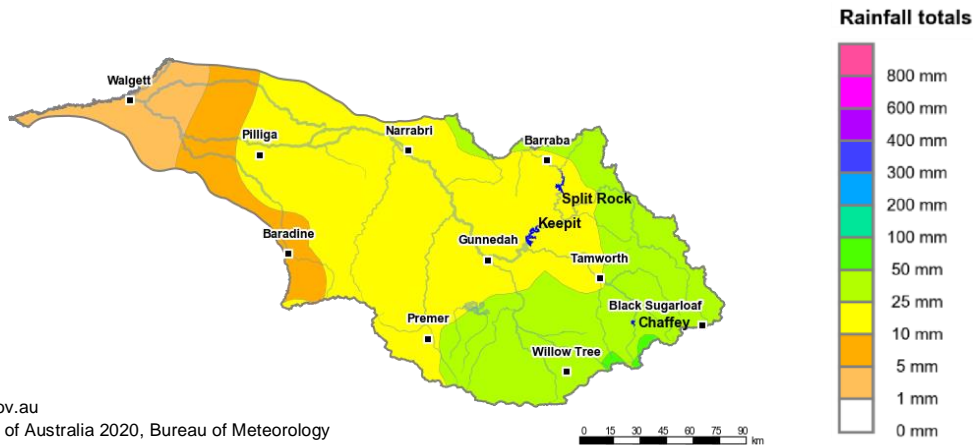 Rainfall totals
800 mm
600 mm
400 mm
300 mm
200 mm
100 mm
50 mm
25 mm
10 mm
5 mm
1 mm
0 mm
Walgett
Pilliga
Narrabri
Barraba
Split Rock
Keepit
Baradine
Gunnedah
Tamworth
Black Sugarloaf
Chaffey
Premer
Willow Tree
ov.au
of Australia 2020, Bureau of Meteorology
0 15 30 45 60 75 90
km